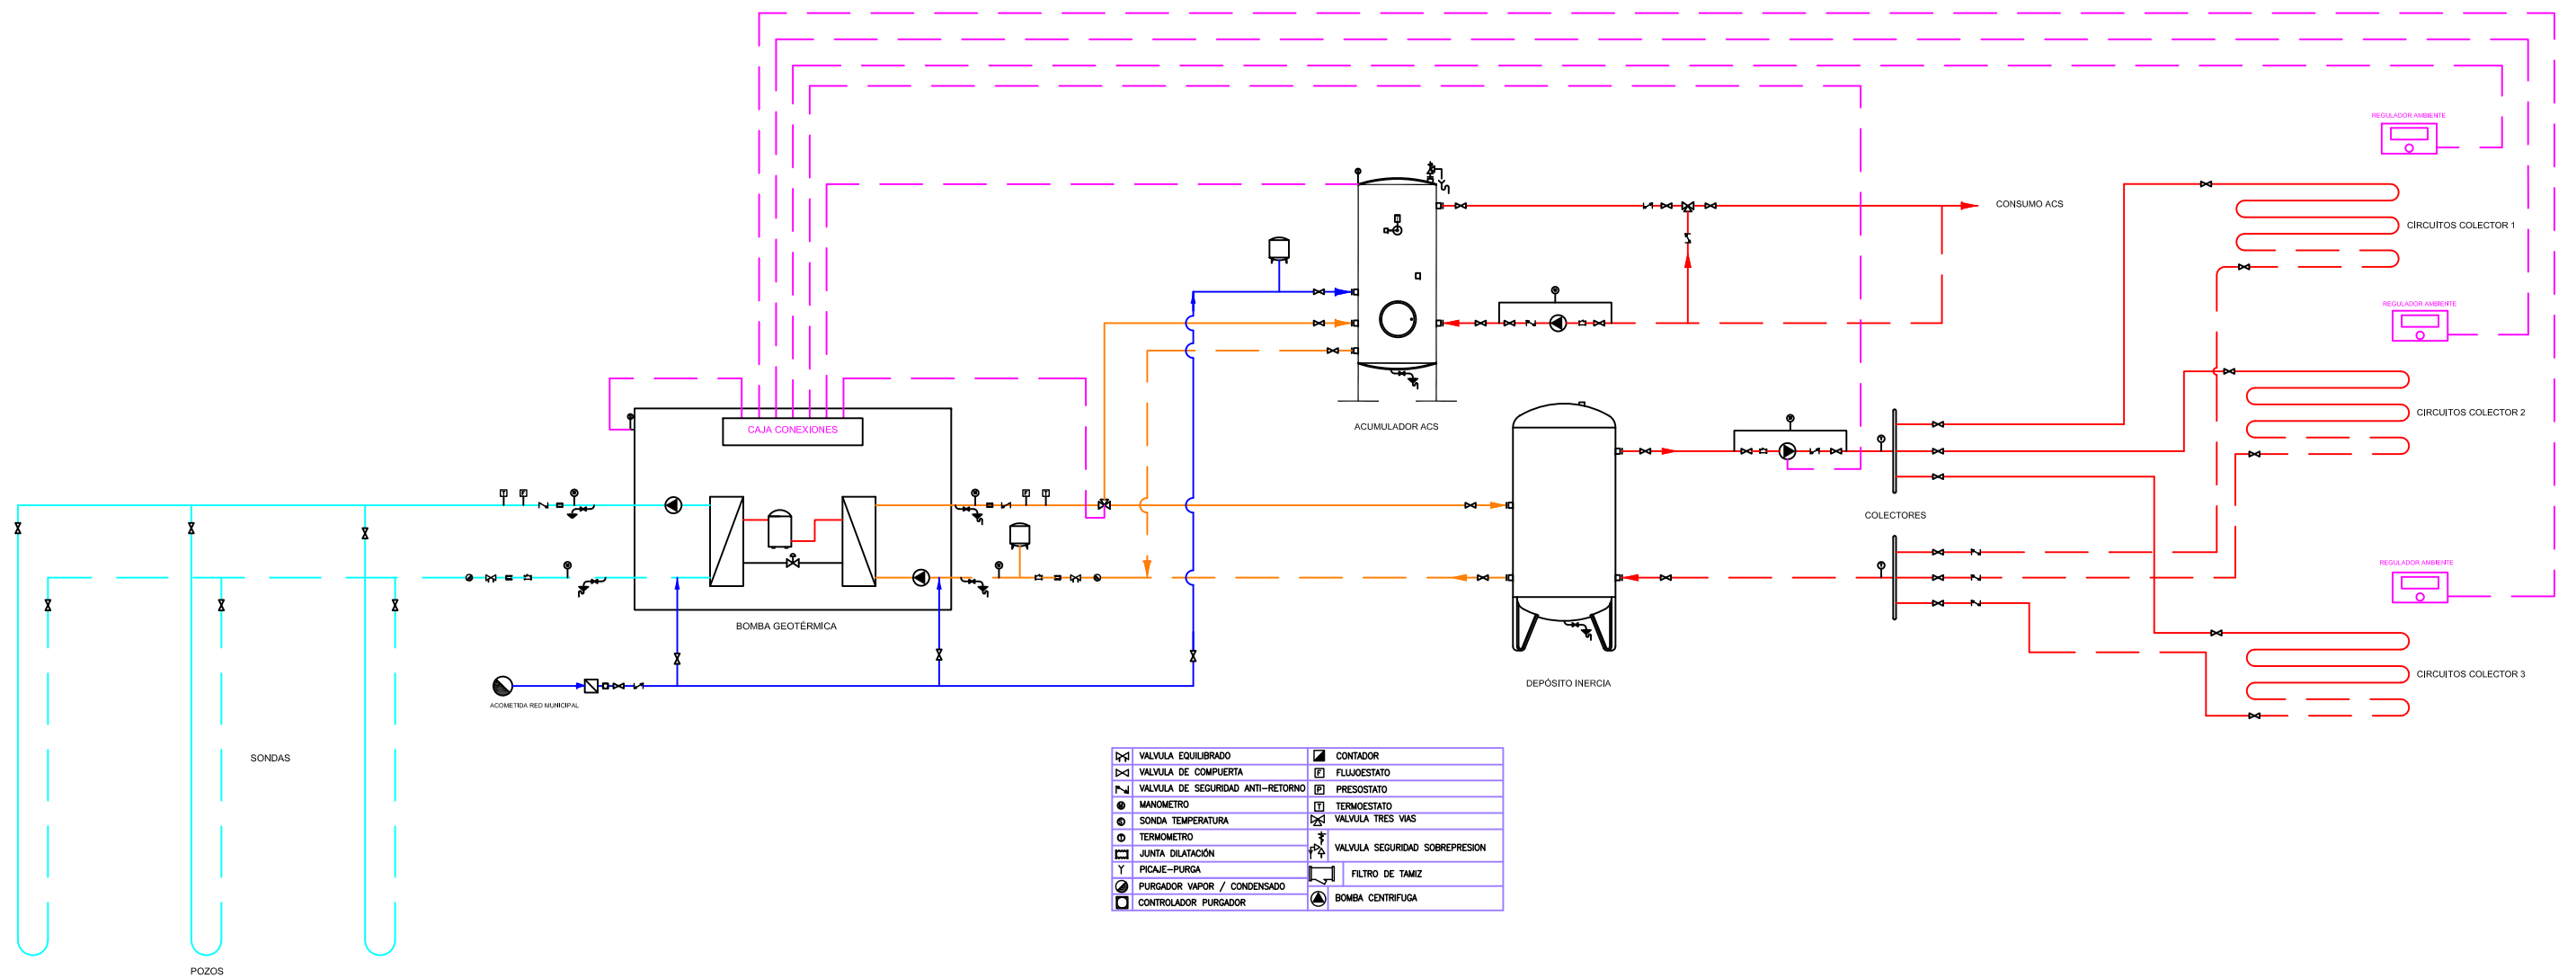 REGULADOR AMBIENTE
CONSUMO ACS
CIRCUITOS COLECTOR 1
REGULADOR AMBIENTE
CIRCUITOS COLECTOR 2
ACUMULADOR ACS
CAJA CONEXIONES
COLECTORES
REGULADOR AMBIENTE
BOMBA GEOTÉRMICA
T
F
F
T
CIRCUITOS COLECTOR 3
DEPÓSITO INERCIA
ACOMETIDA RED MUNICIPAL
SONDAS
POZOS
VALVULA EQUILIBRADO
CONTADOR
VALVULA DE COMPUERTA
F FLUJOESTATO
VALVULA DE SEGURIDAD ANTI-RETORNO
P PRESOSTATO
MANOMETRO
T TERMOESTATO
SONDA TEMPERATURA
VALVULA TRES VIAS
TERMOMETRO
VALVULA SEGURIDAD SOBREPRESION
JUNTA DILATACIÓN
PICAJE-PURGA
FILTRO DE TAMIZ
PURGADOR VAPOR / CONDENSADO
BOMBA CENTRIFUGA
CONTROLADOR PURGADOR